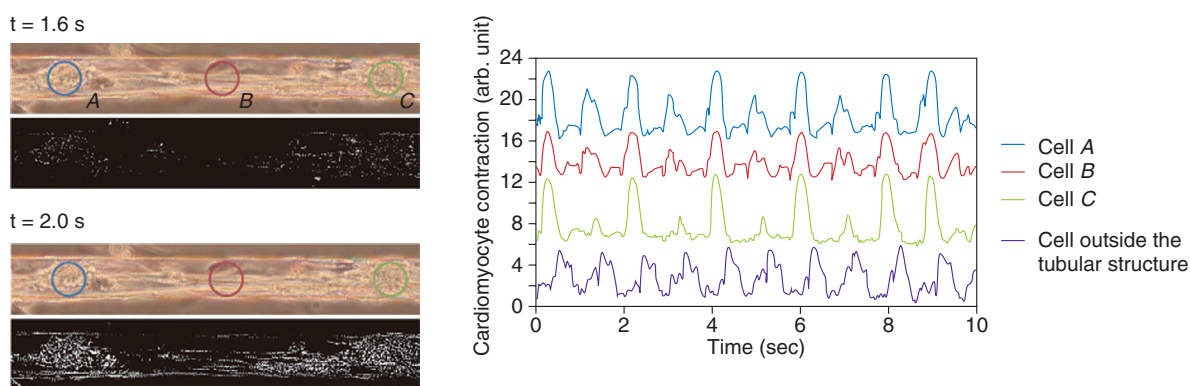 t = 1.6 s
A
B
C
t = 2.0 s
Cardiomyocyte contraction (arb. unit)
24
20
16
12
8
4
0
0 2 4 6 8 10
Time (sec)
Cell A
Cell B
Cell C
Cell outside the
tubular structure